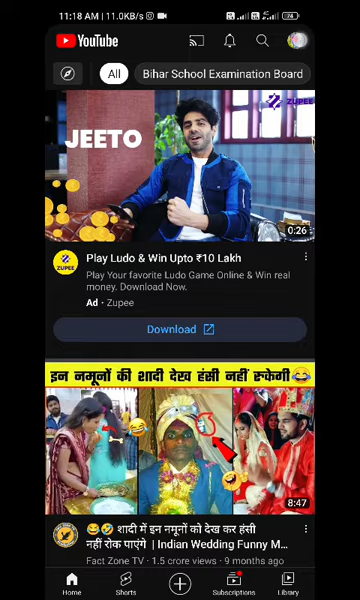 11:18 AM | 11.0KB/s
74
YouTube
All
Bihar School Examination Board
ZUPEE
JEETO
0:26
ZUPEE
Play Ludo & Win Upto ₹10 Lakh
Play Your favorite Ludo Game Online & Win real
money. Download Now.
Ad • Zupee
Download
इन नमूनों की शादी देख हंसी नहीं रुकेगी😂
8:47
😂🤣 शादी में इन नमूनों को देख कर हंसी
नहीं रोक पाएंगे | Indian Wedding Funny M...
Fact Zone TV · 1.5 crore views · 9 months ago
Home
Shorts
Subscriptions
Library